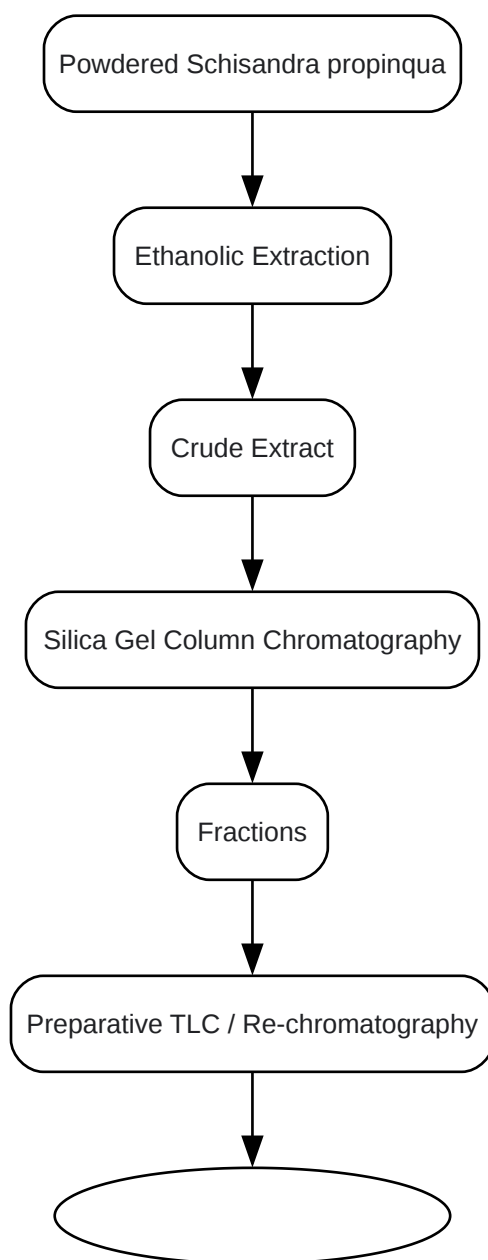 Powdered Schisandra propinqua
Ethanolic Extraction
Crude Extract
Silica Gel Column Chromatography
Fractions
Preparative TLC / Re-chromatography